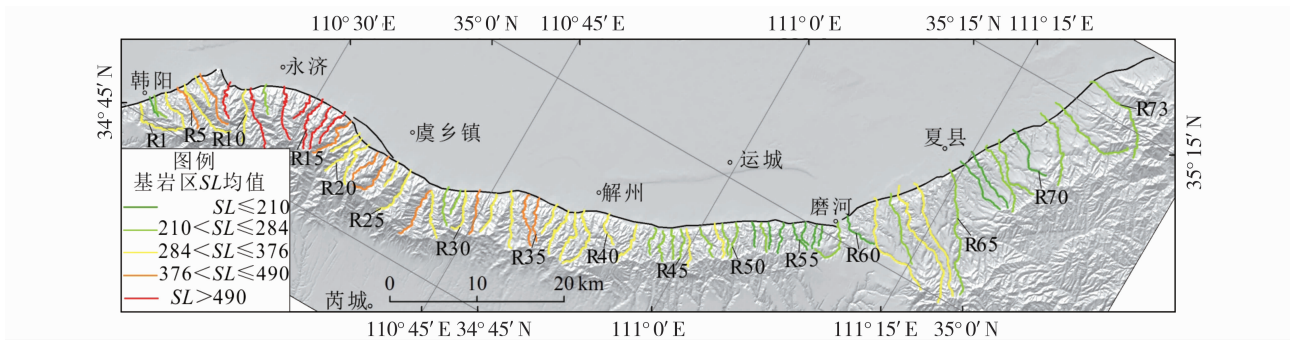 110°30′E 35°0′N 110°45′E 111°0′E 35°15′N 111°15′E
34°45′N
韩阳
永济
虞乡镇
运城
解州
夏县
磨河
芮城
35°15′N
R1 R5 R10
R15
R20
R25
R30
R35
R40
R45
R50
R55
R60
R65
R70
R73
图例
基岩区SL均值
SL≤210
210<SL≤284
284<SL≤376
376<SL≤490
SL>490
0 10 20 km
110°45′E 34°45′N 111°0′E 111°15′E 35°0′N